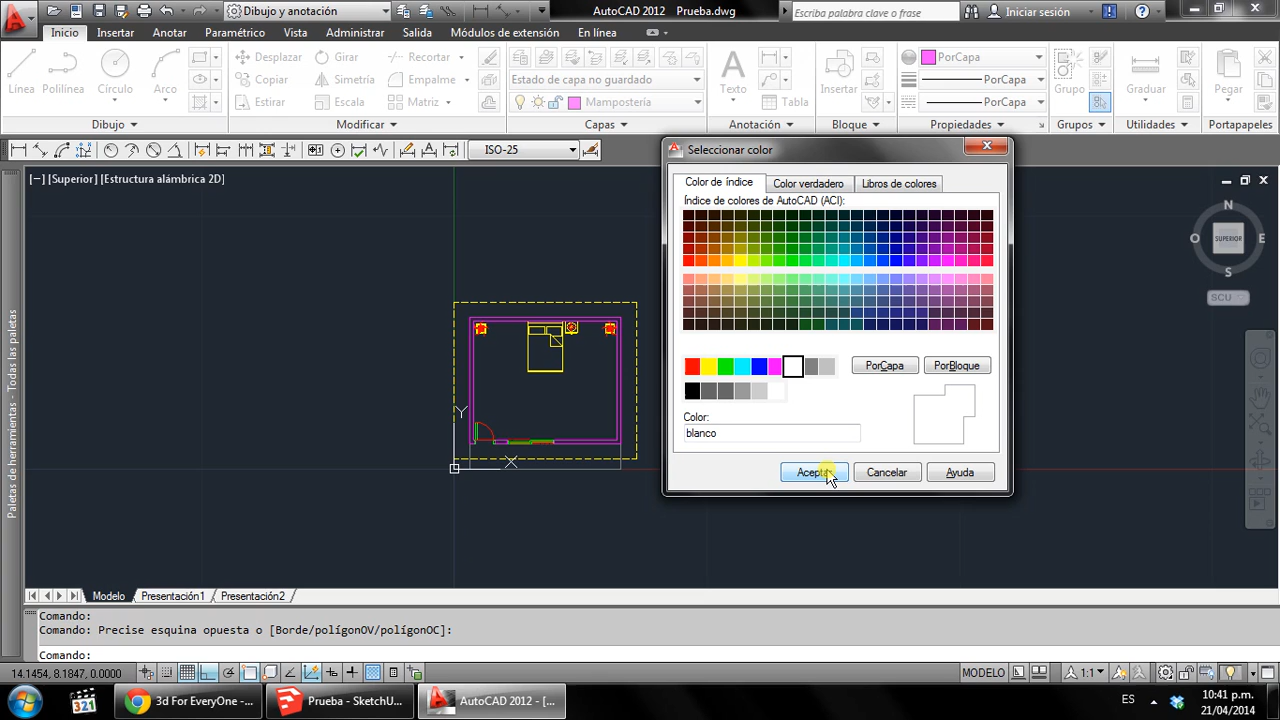 Dibujo y anotación
AutoCAD 2012 Prueba.dwg
Escriba palabra clave o frase
Iniciar sesión
Inicio Insertar Anotar Paramétrico Vista Administrar Salida Módulos de extensión En línea
Línea
Polilínea
Círculo
Arco
Desplazar Girar Recortar
Copiar Simetría Empalme
Estirar Escala Matriz
Estado de capa no guardado
Mampostería
Texto
Tabla
Insertar
PorCapa
PorCapa
PorCapa
Grupo
Graduar
Pegar
Dibujo Modificar Capas Anotación Bloque Propiedades Grupos Utilidades Portapapeles
ISO-25
[−] [Superior] [Estructura alámbrica 2D]
Seleccionar color
Color de índice Color verdadero Libros de colores
Índice de colores de AutoCAD (ACI):
PorCapa PorBloque
Color:
blanco
Aceptar Cancelar Ayuda
N
O SUPERIOR E
S
SCU
Y
X
Paletas de herramientas - Todas las paletas
Modelo Presentación1 Presentación2
Comando:
Comando: Precise esquina opuesta o [Borde/polígonOV/polígonOC]:
Comando:
14.1454, 8.1847, 0.0000
MODELO
1:1
321
3d For EveryOne -...
Prueba - SketchU...
AutoCAD 2012 - [...
ES
10:41 p.m.
21/04/2014